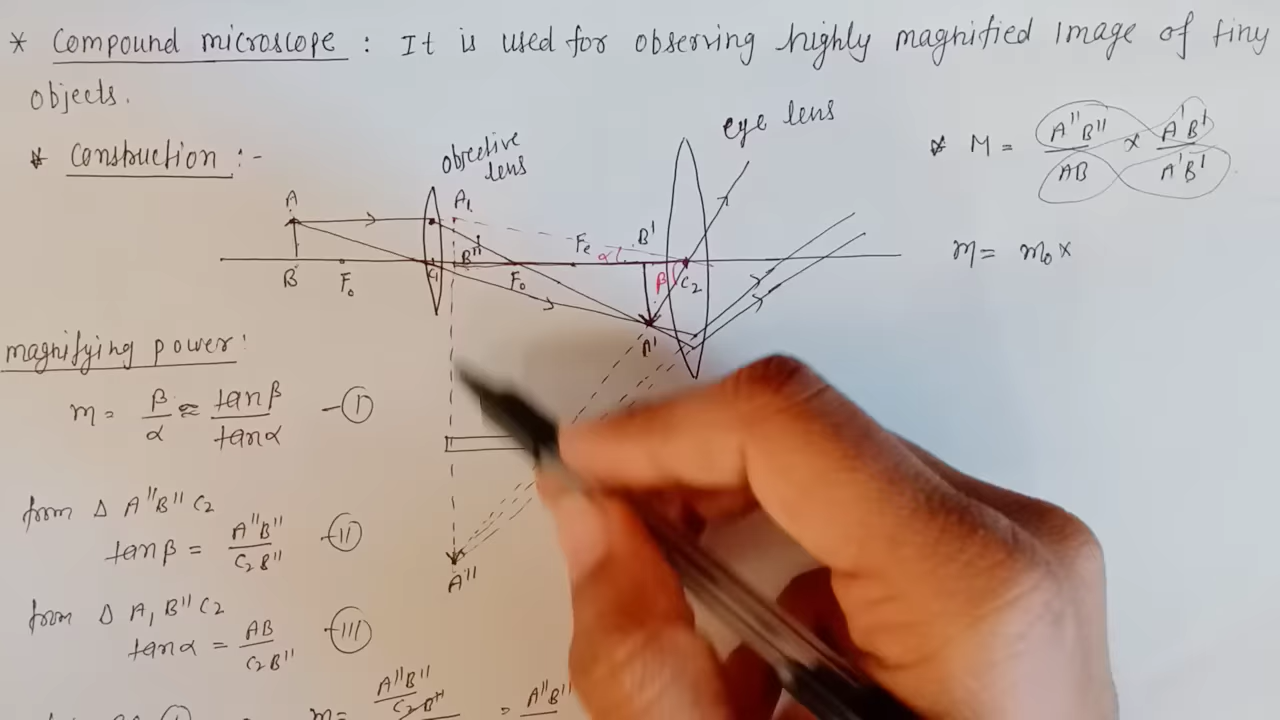 * Compound microscope : It is used for observing highly magnified image of tiny
objects.
* Constuction :-
objective
lens
eye lens
* M = A''B''/AB × A'B'/A'B'
m = m₀ ×
A
B
F₀
C₁
A₁
B''
F₀
Fe
α
B'
β
C₂
A'
A''
magnifying power:
m = β/α ≈ tanβ/tanα -(I)
from Δ A''B''C₂
tanβ = A''B''/C₂B'' -(II)
from Δ A₁B''C₂
tanα = AB/C₂B'' -(III)
m = A''B''/C₂B'' = A''B''